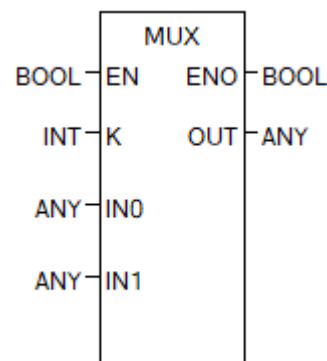 MUX
BOOL EN ENO BOOL
INT K OUT ANY
ANY IN0
ANY IN1